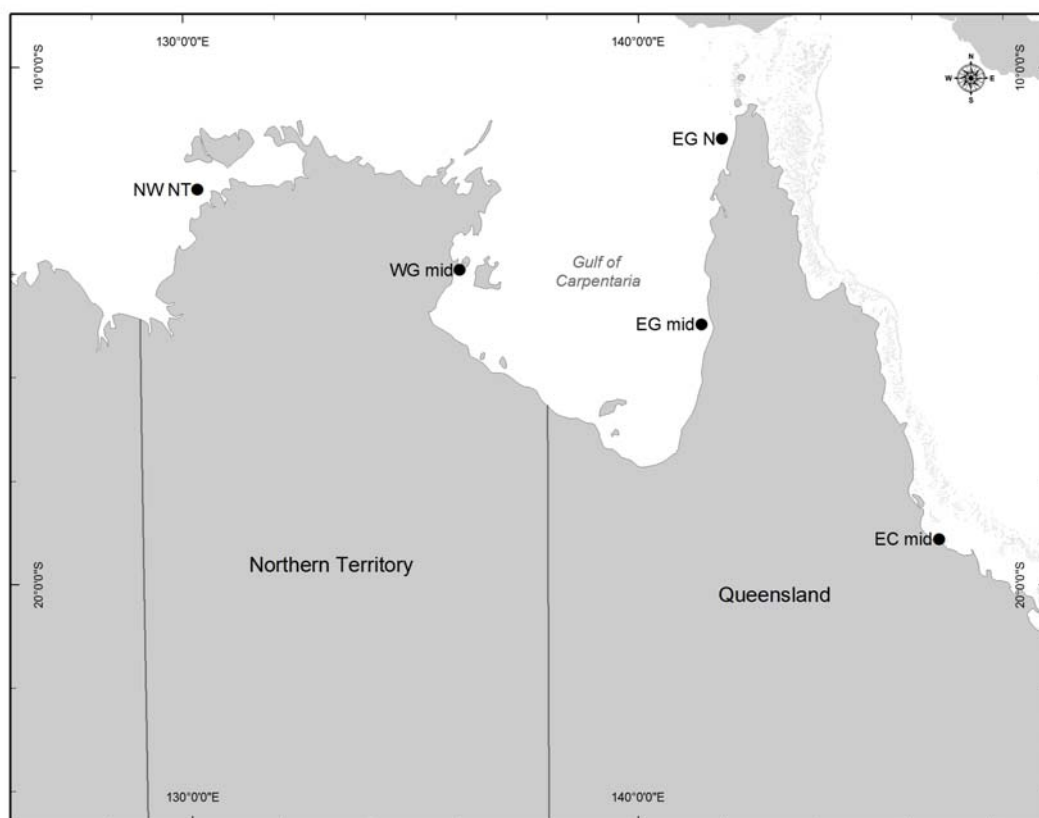 130°0'0"E
140°0'0"E
10°0'0"S
10°0'0"S
N
W
E
S
EG N
NW NT
WG mid
Gulf of
Carpentaria
EG mid
EC mid
Northern Territory
Queensland
20°0'0"S
20°0'0"S
130°0'0"E
140°0'0"E